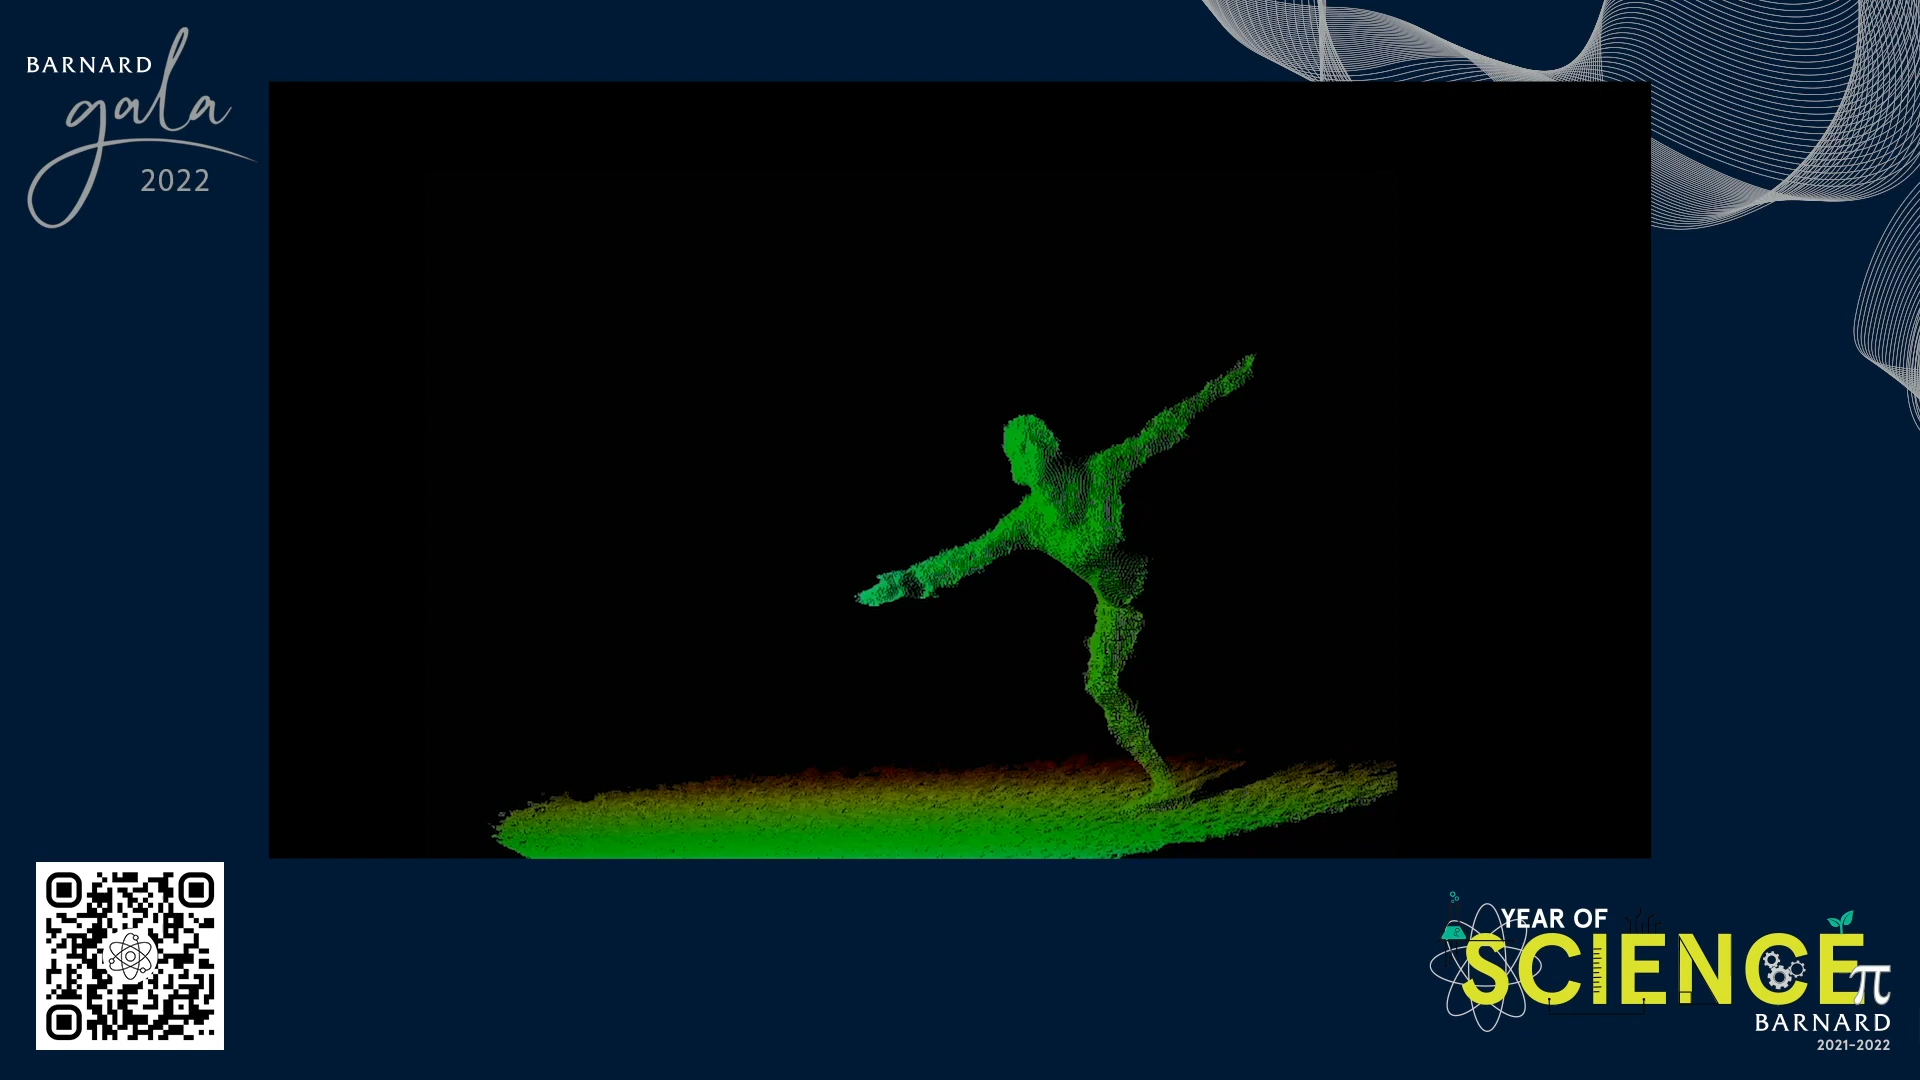 BARNARD
gala
2022
YEAR OF
SCIENCE
π
BARNARD
2021-2022